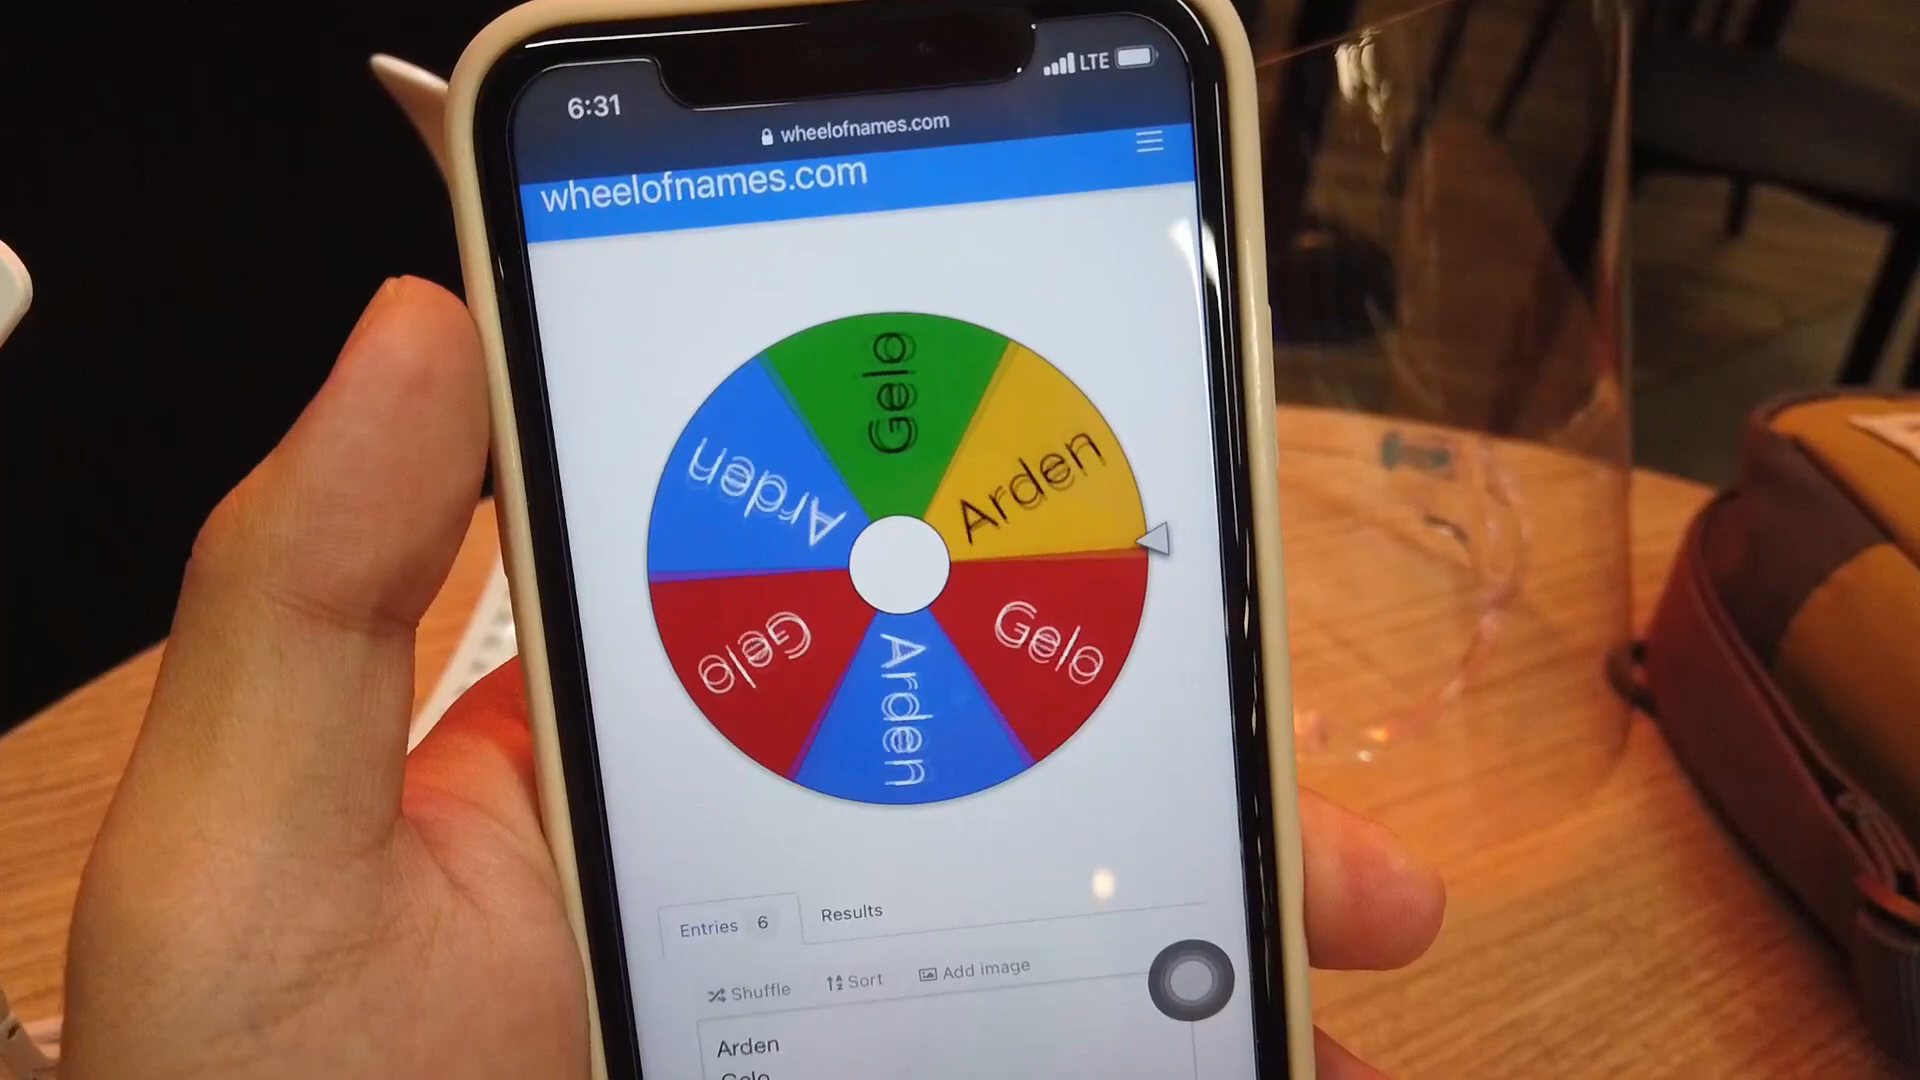 6:31
LTE
wheelofnames.com
wheelofnames.com
Gelo
Arden
Arden
Gelo
Gelo
Arden
Entries 6
Results
Shuffle
Sort
Add image
Arden
Gelo